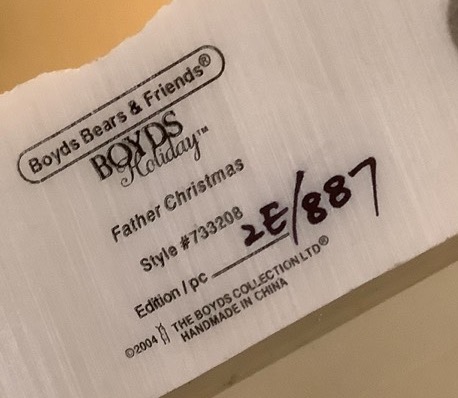 Boyds Bears & Friends®
BOYDS
Holiday™
Father Christmas
Style #733208
Edition / pc 2E/887
©2004 THE BOYDS COLLECTION LTD®
HANDMADE IN CHINA